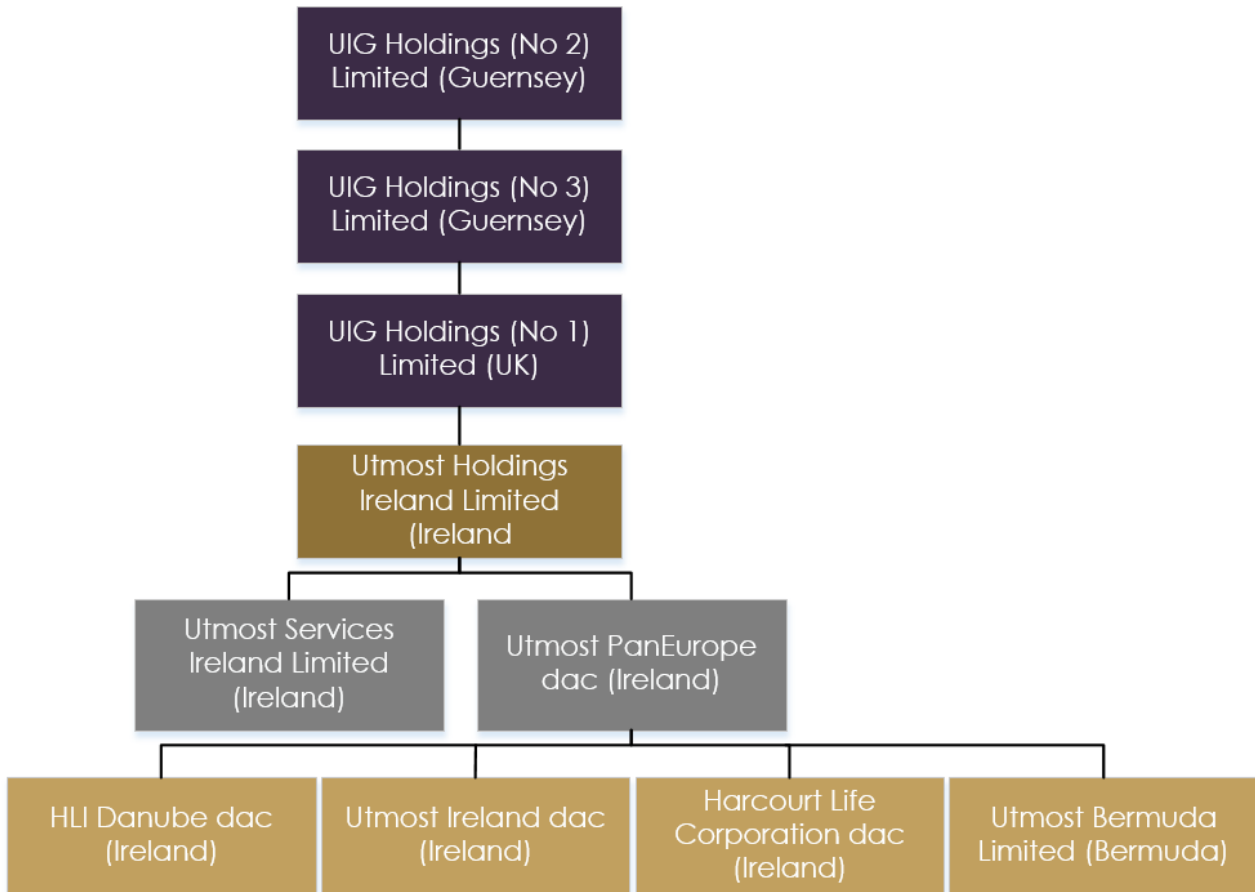 UIG Holdings (No 2)
Limited (Guernsey)
UIG Holdings (No 3)
Limited (Guernsey)
UIG Holdings (No 1)
Limited (UK)
Utmost Holdings
Ireland Limited
(Ireland
Utmost Services
Ireland Limited
(Ireland)
Utmost PanEurope
dac (Ireland)
HLI Danube dac
(Ireland)
Utmost Ireland dac
(Ireland)
Harcourt Life
Corporation dac
(Ireland)
Utmost Bermuda
Limited (Bermuda)